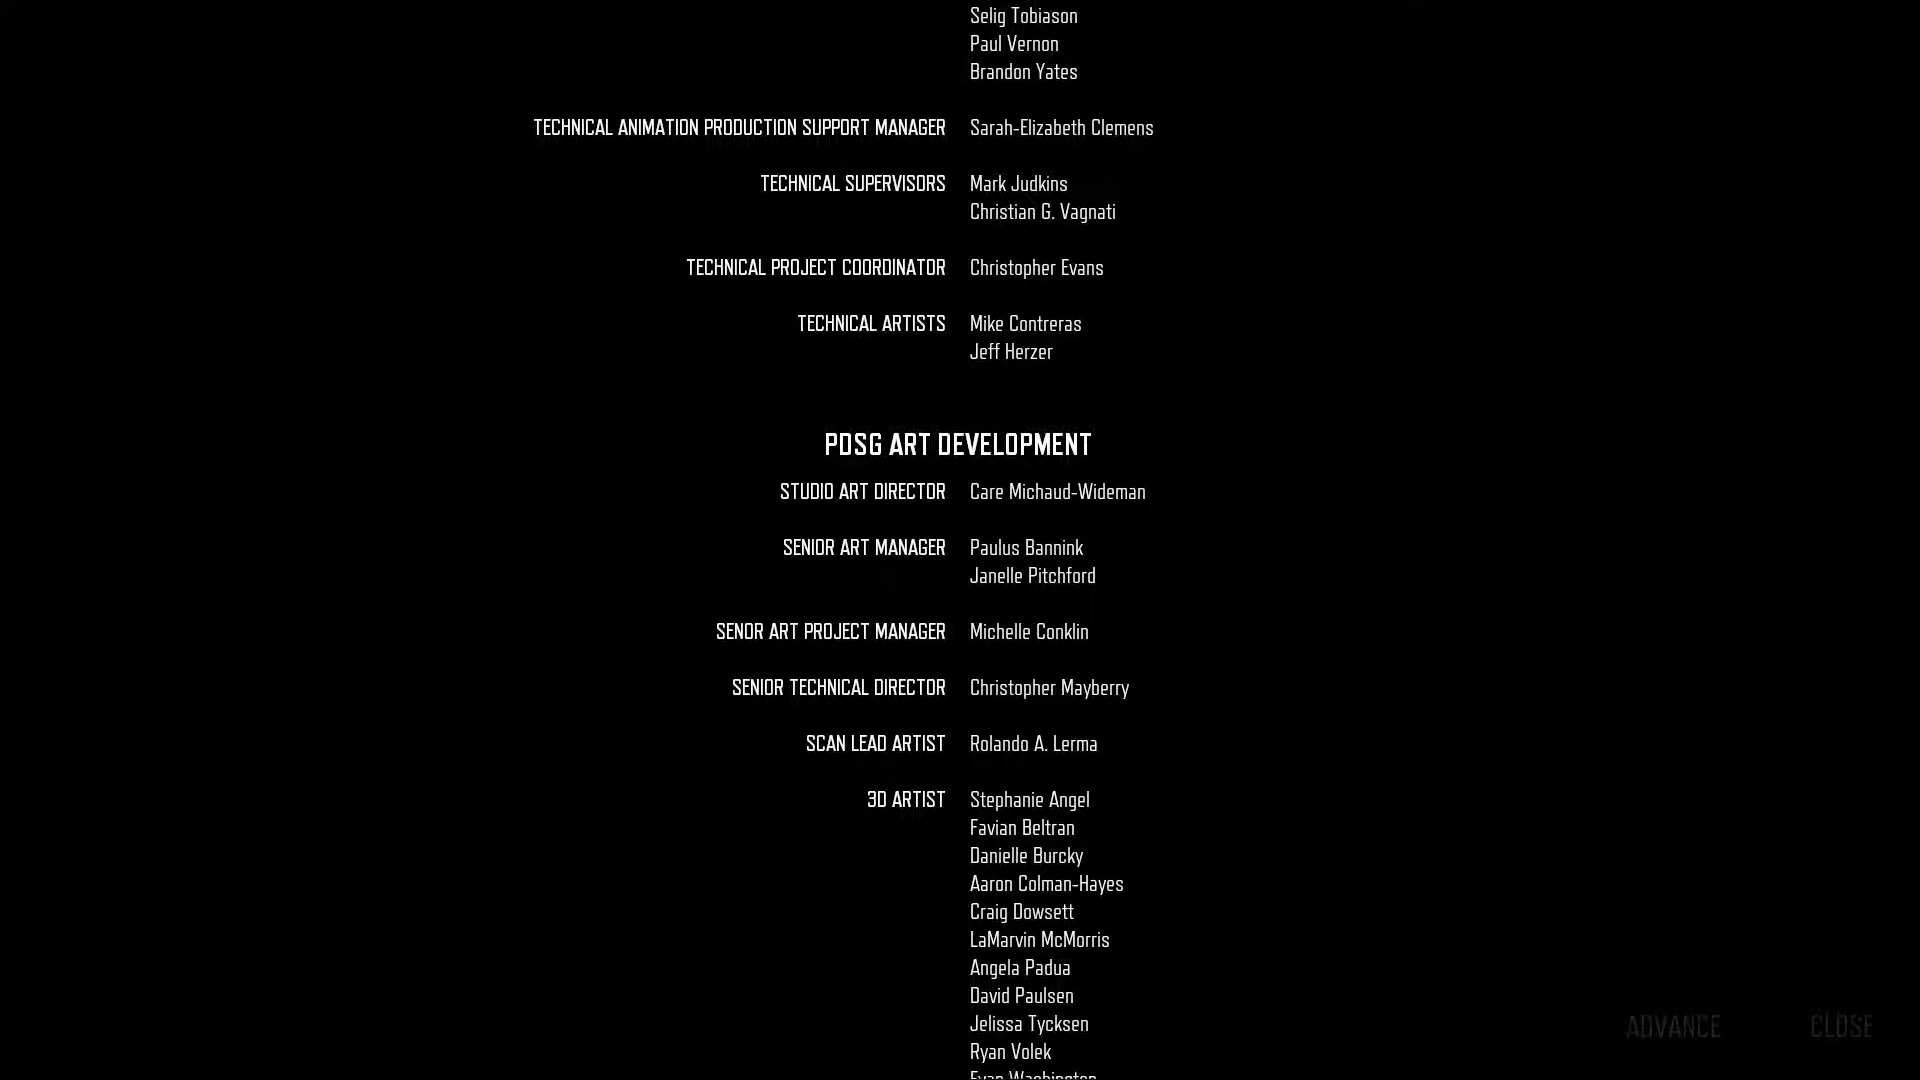 Selig Tobiason
Paul Vernon
Brandon Yates
TECHNICAL ANIMATION PRODUCTION SUPPORT MANAGER Sarah-Elizabeth Clemens
TECHNICAL SUPERVISORS Mark Judkins
Christian G. Vagnati
TECHNICAL PROJECT COORDINATOR Christopher Evans
TECHNICAL ARTISTS Mike Contreras
Jeff Herzer
PDSG ART DEVELOPMENT
STUDIO ART DIRECTOR Care Michaud-Wideman
SENIOR ART MANAGER Paulus Bannink
Janelle Pitchford
SENOR ART PROJECT MANAGER Michelle Conklin
SENIOR TECHNICAL DIRECTOR Christopher Mayberry
SCAN LEAD ARTIST Rolando A. Lerma
3D ARTIST Stephanie Angel
Favian Beltran
Danielle Burcky
Aaron Colman-Hayes
Craig Dowsett
LaMarvin McMorris
Angela Padua
David Paulsen
Jelissa Tycksen
Ryan Volek
Evan Washington
ADVANCE CLOSE